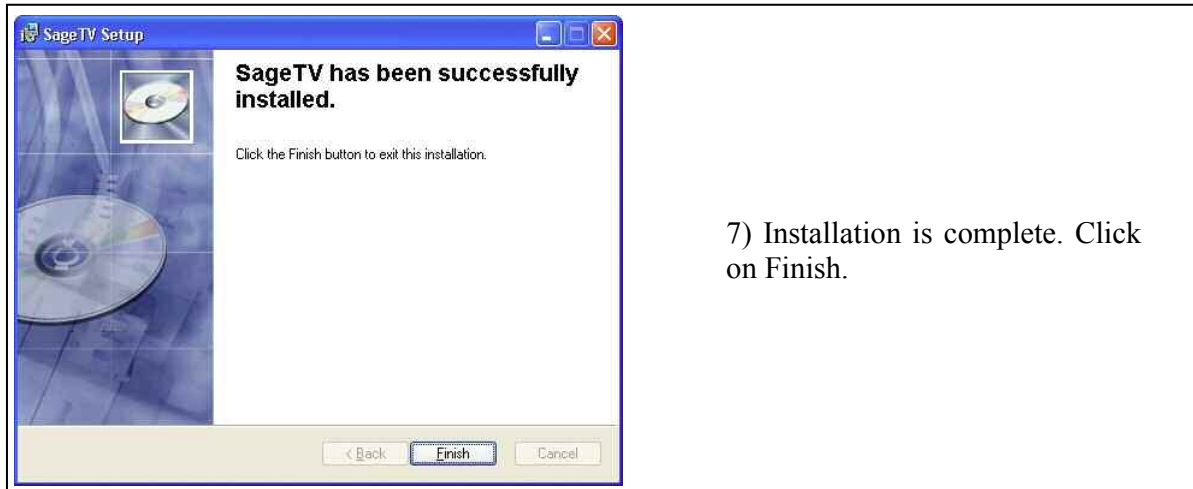 SageTV Setup
SageTV has been successfully
installed.
Click the Finish button to exit this installation.
< Back
Finish
Cancel
7) Installation is complete. Click
on Finish.